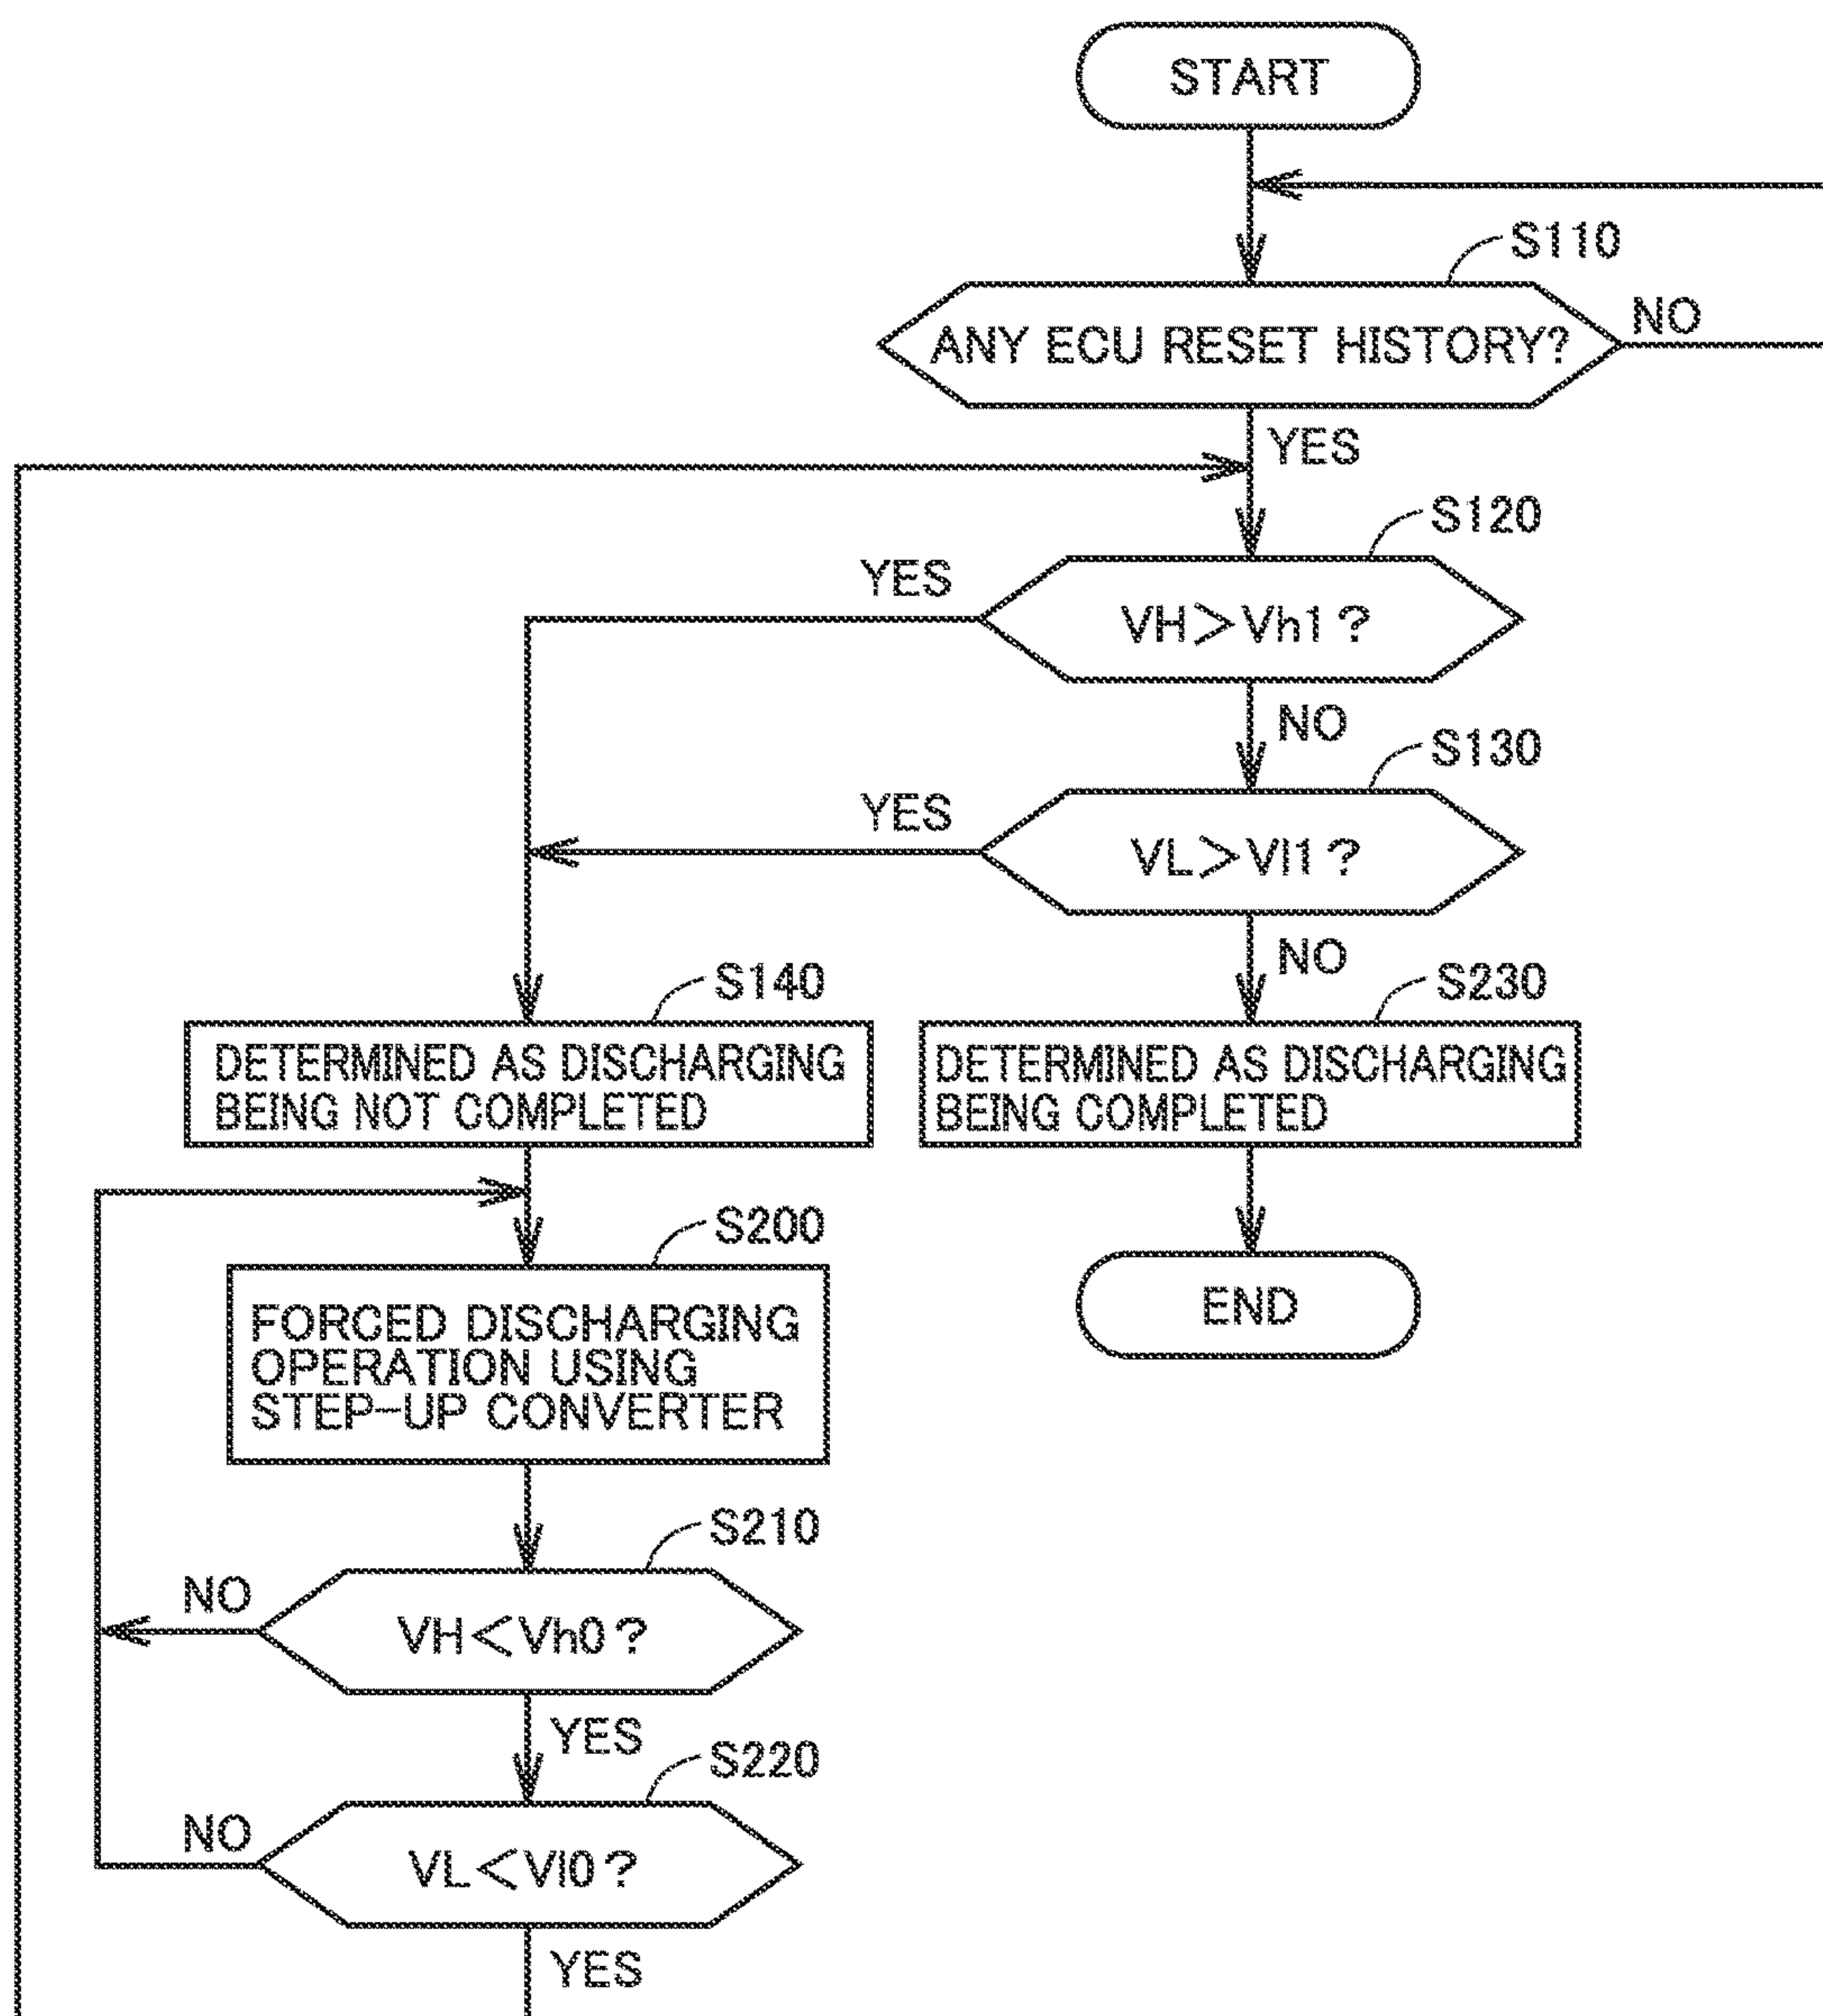 START
S110
ANY ECU RESET HISTORY?
NO
YES
S120
YES
VH>Vh1?
NO
S130
YES
VL>Vl1?
NO
S140
S230
DETERMINED AS DISCHARGING
BEING NOT COMPLETED
DETERMINED AS DISCHARGING
BEING COMPLETED
S200
FORCED DISCHARGING
OPERATION USING
STEP-UP CONVERTER
END
S210
NO
VH<Vh0?
YES
S220
NO
VL<Vl0?
YES